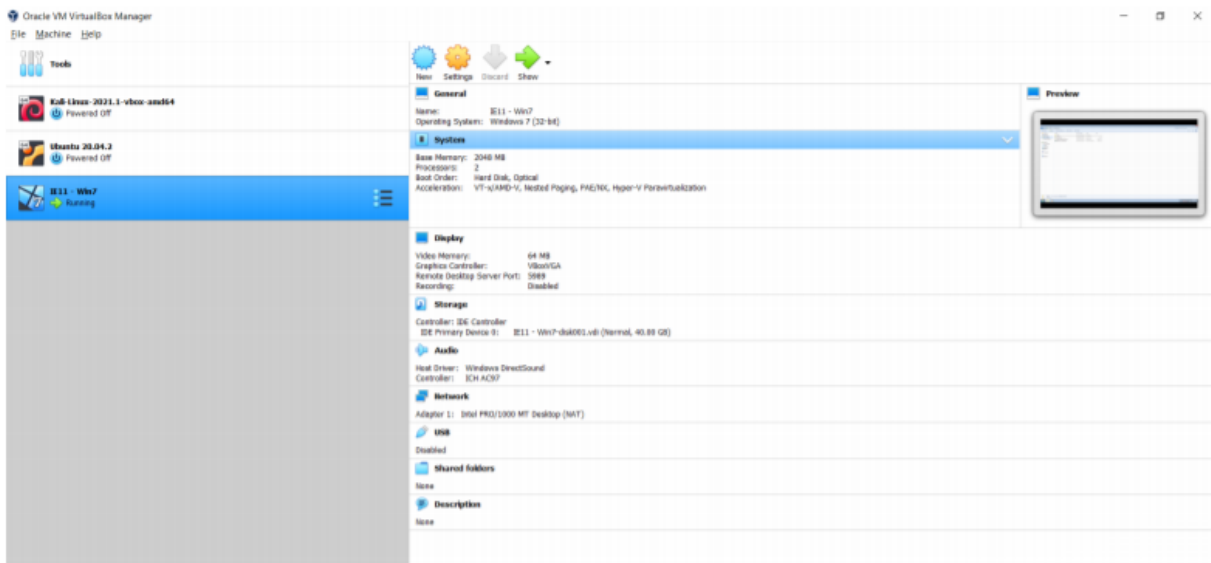 Oracle VM VirtualBox Manager
File Machine Help
Tools
Kali-Linux-2021.1-vbox-amd64
Powered Off
Ubuntu 20.04.2
Powered Off
IE11 - Win7
Running
New Settings Discard Show
General
Name: IE11 - Win7
Operating System: Windows 7 (32-bit)
Preview
System
Base Memory: 2048 MB
Processors: 2
Boot Order: Hard Disk, Optical
Acceleration: VT-x/AMD-V, Nested Paging, PAE/NX, Hyper-V Paravirtualization
Display
Video Memory: 64 MB
Graphics Controller: VBoxVGA
Remote Desktop Server Port: 5989
Recording: Disabled
Storage
Controller: IDE Controller
IDE Primary Device 0: IE11 - Win7-disk001.vdi (Normal, 40.00 GB)
Audio
Host Driver: Windows DirectSound
Controller: ICH AC97
Network
Adapter 1: Intel PRO/1000 MT Desktop (NAT)
USB
Disabled
Shared folders
None
Description
None